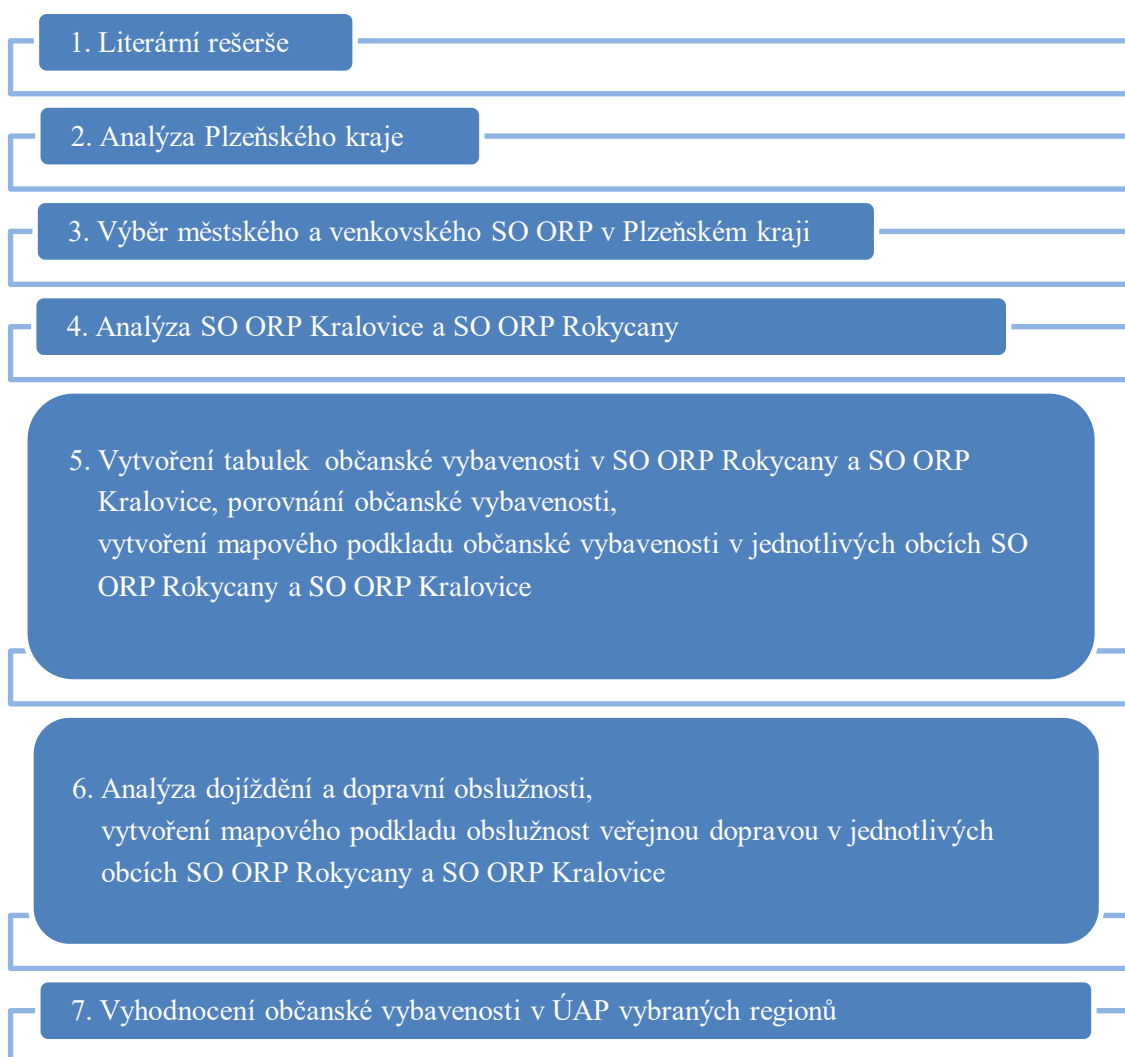 1. Literární rešerše
2. Analýza Plzeňského kraje
3. Výběr městského a venkovského SO ORP v Plzeňském kraji
4. Analýza SO ORP Kralovice a SO ORP Rokycany
5. Vytvoření tabulek občanské vybavenosti v SO ORP Rokycany a SO ORP
Kralovice, porovnání občanské vybavenosti,
vytvoření mapového podkladu občanské vybavenosti v jednotlivých obcích SO
ORP Rokycany a SO ORP Kralovice
6. Analýza dojíždění a dopravní obslužnosti,
vytvoření mapového podkladu obslužnost veřejnou dopravou v jednotlivých
obcích SO ORP Rokycany a SO ORP Kralovice
7. Vyhodnocení občanské vybavenosti v ÚAP vybraných regionů